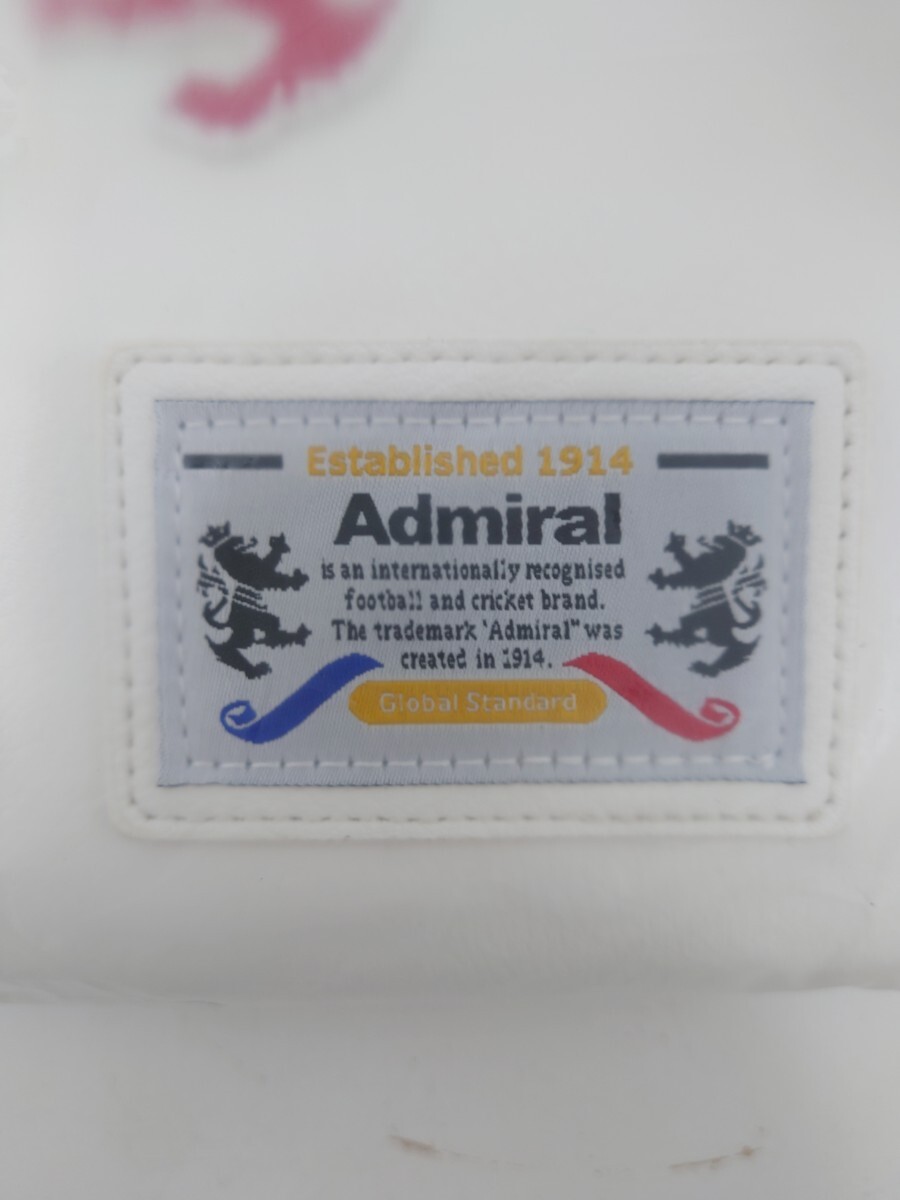 Established 1914
Admiral
is an internationally recognised
football and cricket brand.
The trademark 'Admiral" was
created in 1914.
Global Standard